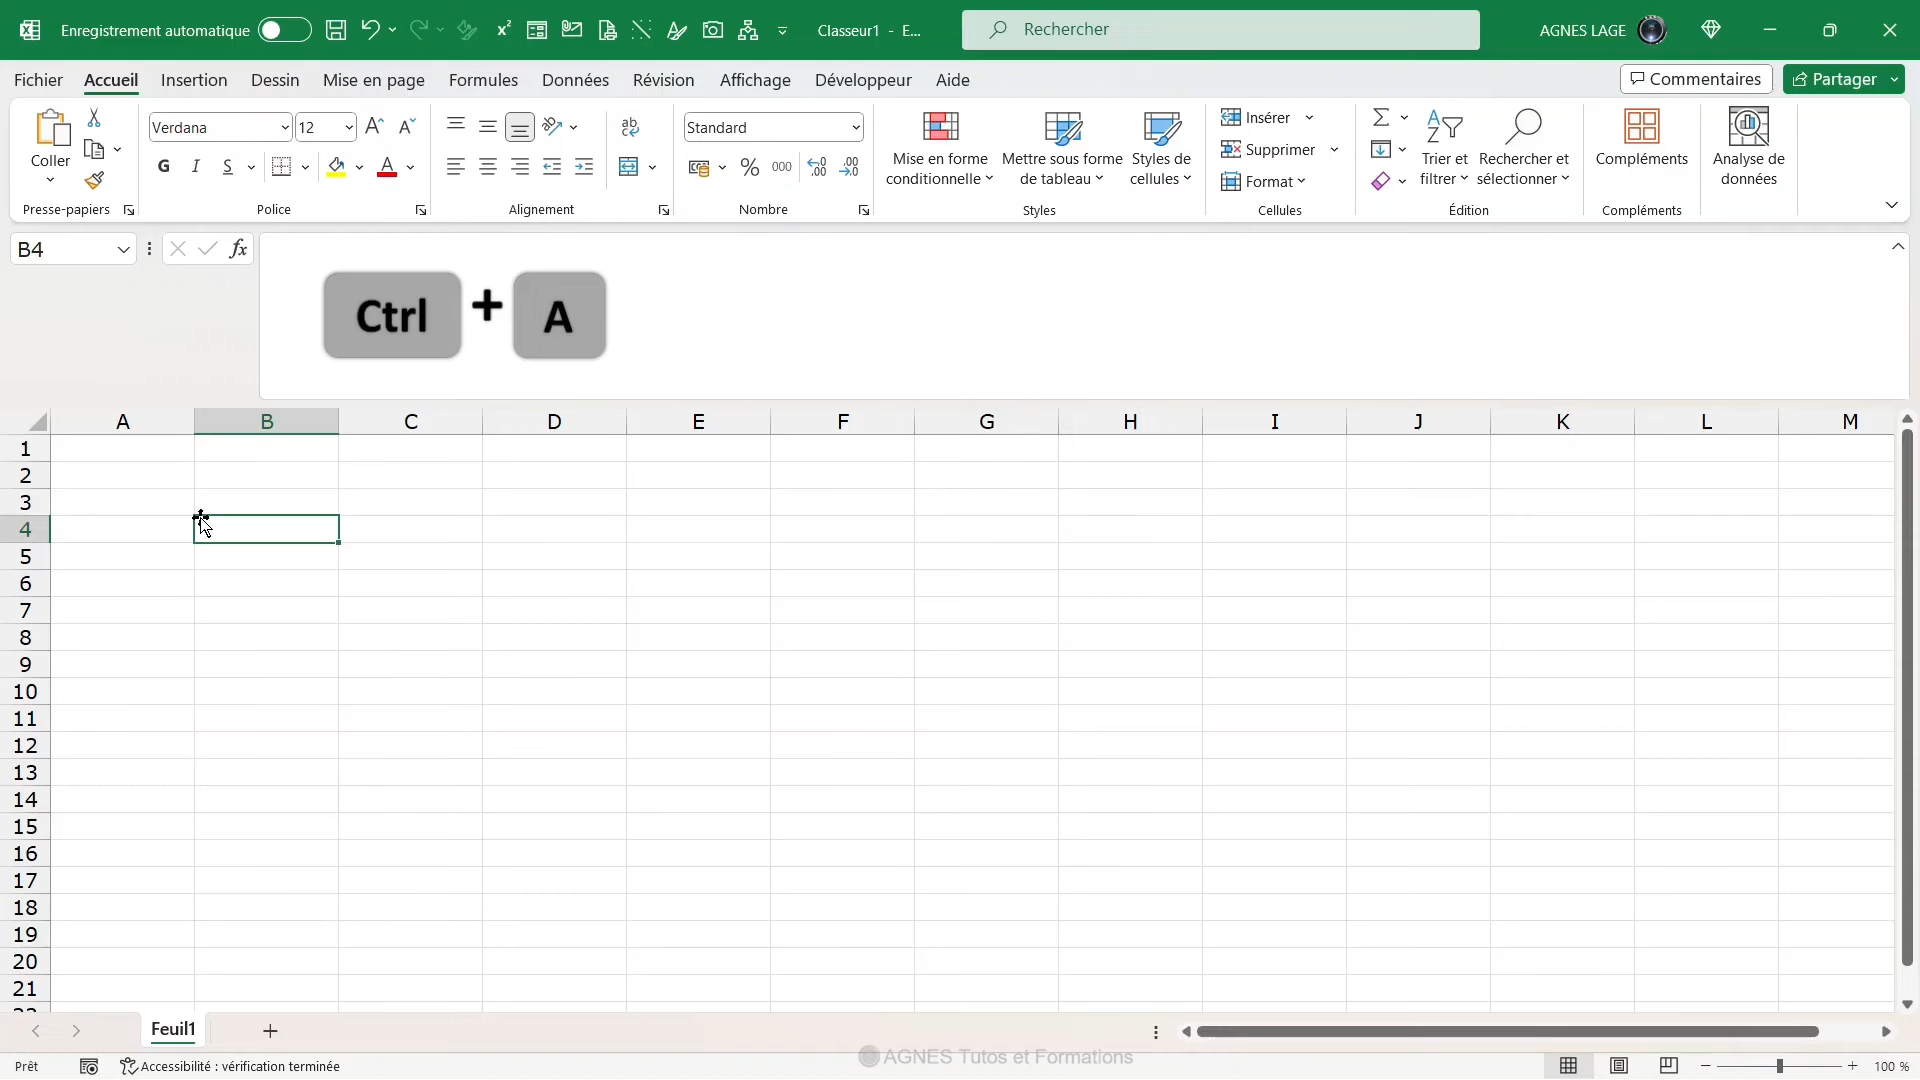 Enregistrement automatique
Classeur1 - E...
Rechercher
AGNES LAGE
Fichier Accueil Insertion Dessin Mise en page Formules Données Révision Affichage Développeur Aide
Commentaires Partager
Coller
Verdana 12
G I S
ab
Standard
% 000
Mise en forme conditionnelle
Mettre sous forme de tableau
Styles de cellules
Insérer
Supprimer
Format
Trier et filtrer
Rechercher et sélectionner
Compléments
Analyse de données
Presse-papiers Police Alignement Nombre Styles Cellules Édition Compléments
B4
fx
Ctrl + A
A B C D E F G H I J K L M
1
2
3
4
5
6
7
8
9
10
11
12
13
14
15
16
17
18
19
20
21
Feuil1
AGNES Tutos et Formations
Prêt
Accessibilité : vérification terminée
100 %